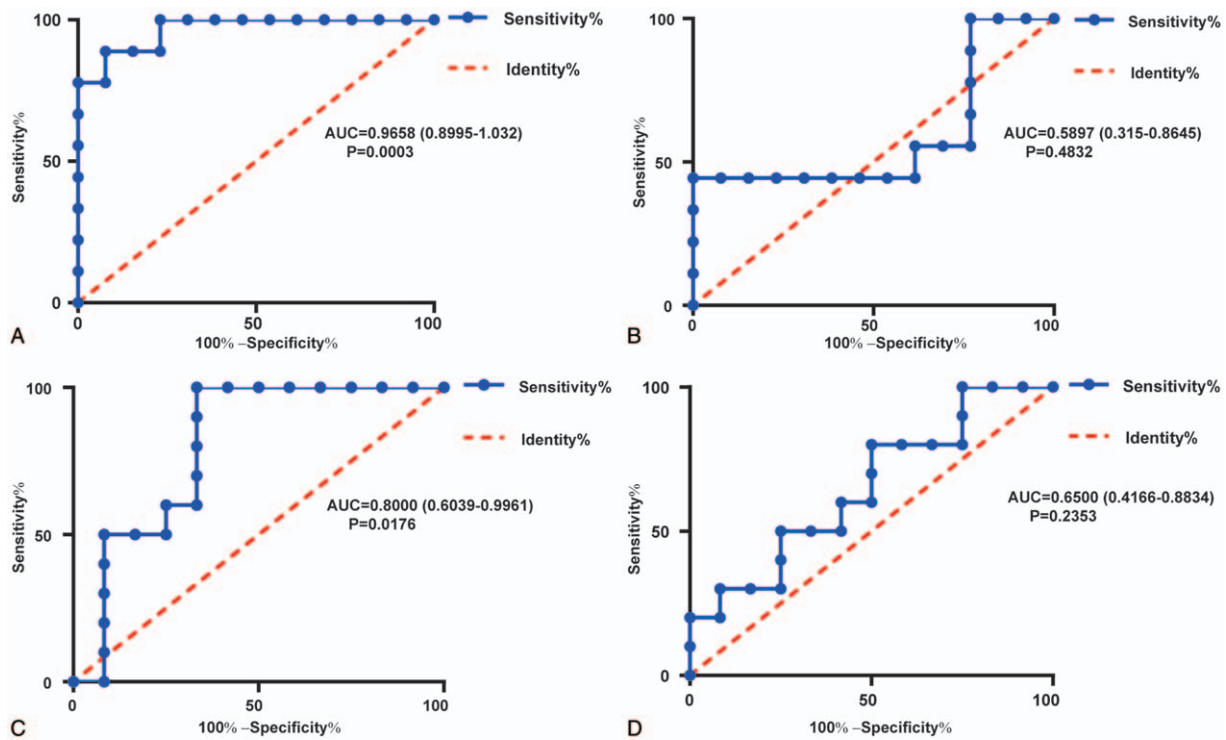 100
50
0
Sensitivity%
Sensitivity%
Identity%
AUC=0.9658 (0.8995-1.032)
P=0.0003
0
50
100
100% –Specificity%
A
100
50
0
Sensitivity%
Sensitivity%
Identity%
AUC=0.5897 (0.315-0.8645)
P=0.4832
0
50
100
100% –Specificity%
B
100
50
0
Sensitivity%
Sensitivity%
Identity%
AUC=0.8000 (0.6039-0.9961)
P=0.0176
0
50
100
100% –Specificity%
C
100
50
0
Sensitivity%
Sensitivity%
Identity%
AUC=0.6500 (0.4166-0.8834)
P=0.2353
0
50
100
100% –Specificity%
D